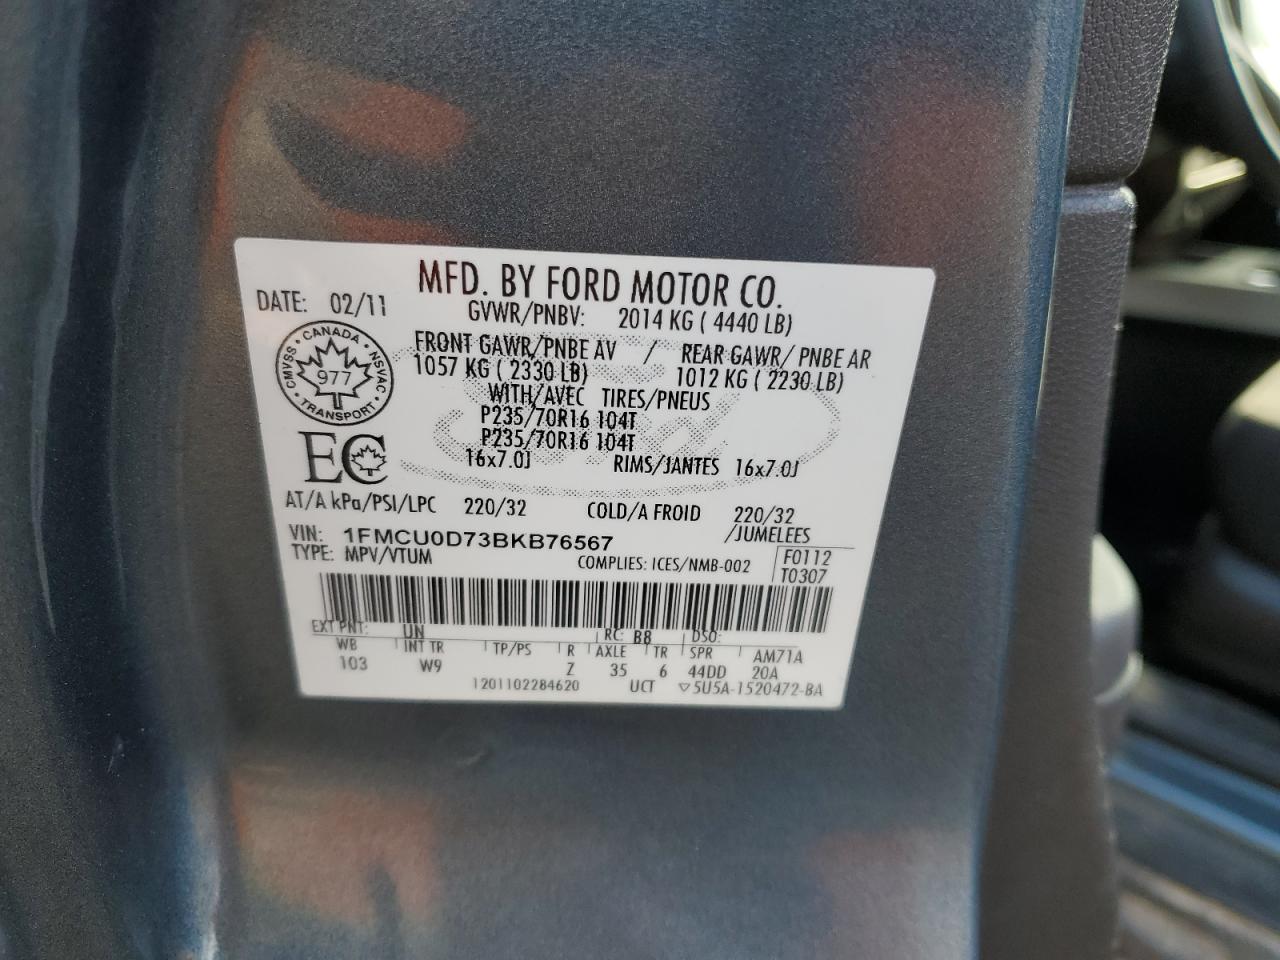 MFD. BY FORD MOTOR CO.
DATE: 02/11
GVWR/PNBV: 2014 KG ( 4440 LB)
CMVSS • CANADA • NSVAC • TRANSPORT •
977
FRONT GAWR/PNBE AV / REAR GAWR/ PNBE AR
1057 KG ( 2330 LB) 1012 KG ( 2230 LB)
WITH/AVEC TIRES/PNEUS
P235/70R16 104T
P235/70R16 104T
EC
16x7.0J RIMS/JANTES 16x7.0J
AT/A kPa/PSI/LPC 220/32 COLD/A FROID 220/32
/JUMELEES
VIN: 1FMCU0D73BKB76567
TYPE: MPV/VTUM COMPLIES: ICES/NMB-002
F0112
T0307
EXT PNT: UN RC: B8 DSO:
WB INT TR TP/PS R AXLE TR SPR AM71A
103 W9 Z 35 6 44DD 20A
1201102284620 UCT ▽5U5A-1520472-BA